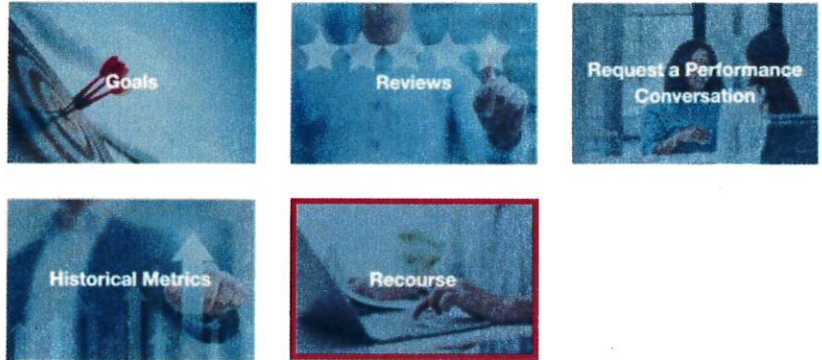 Goals
Reviews
Request a Performance
Conversation
Historical Metrics
Recourse